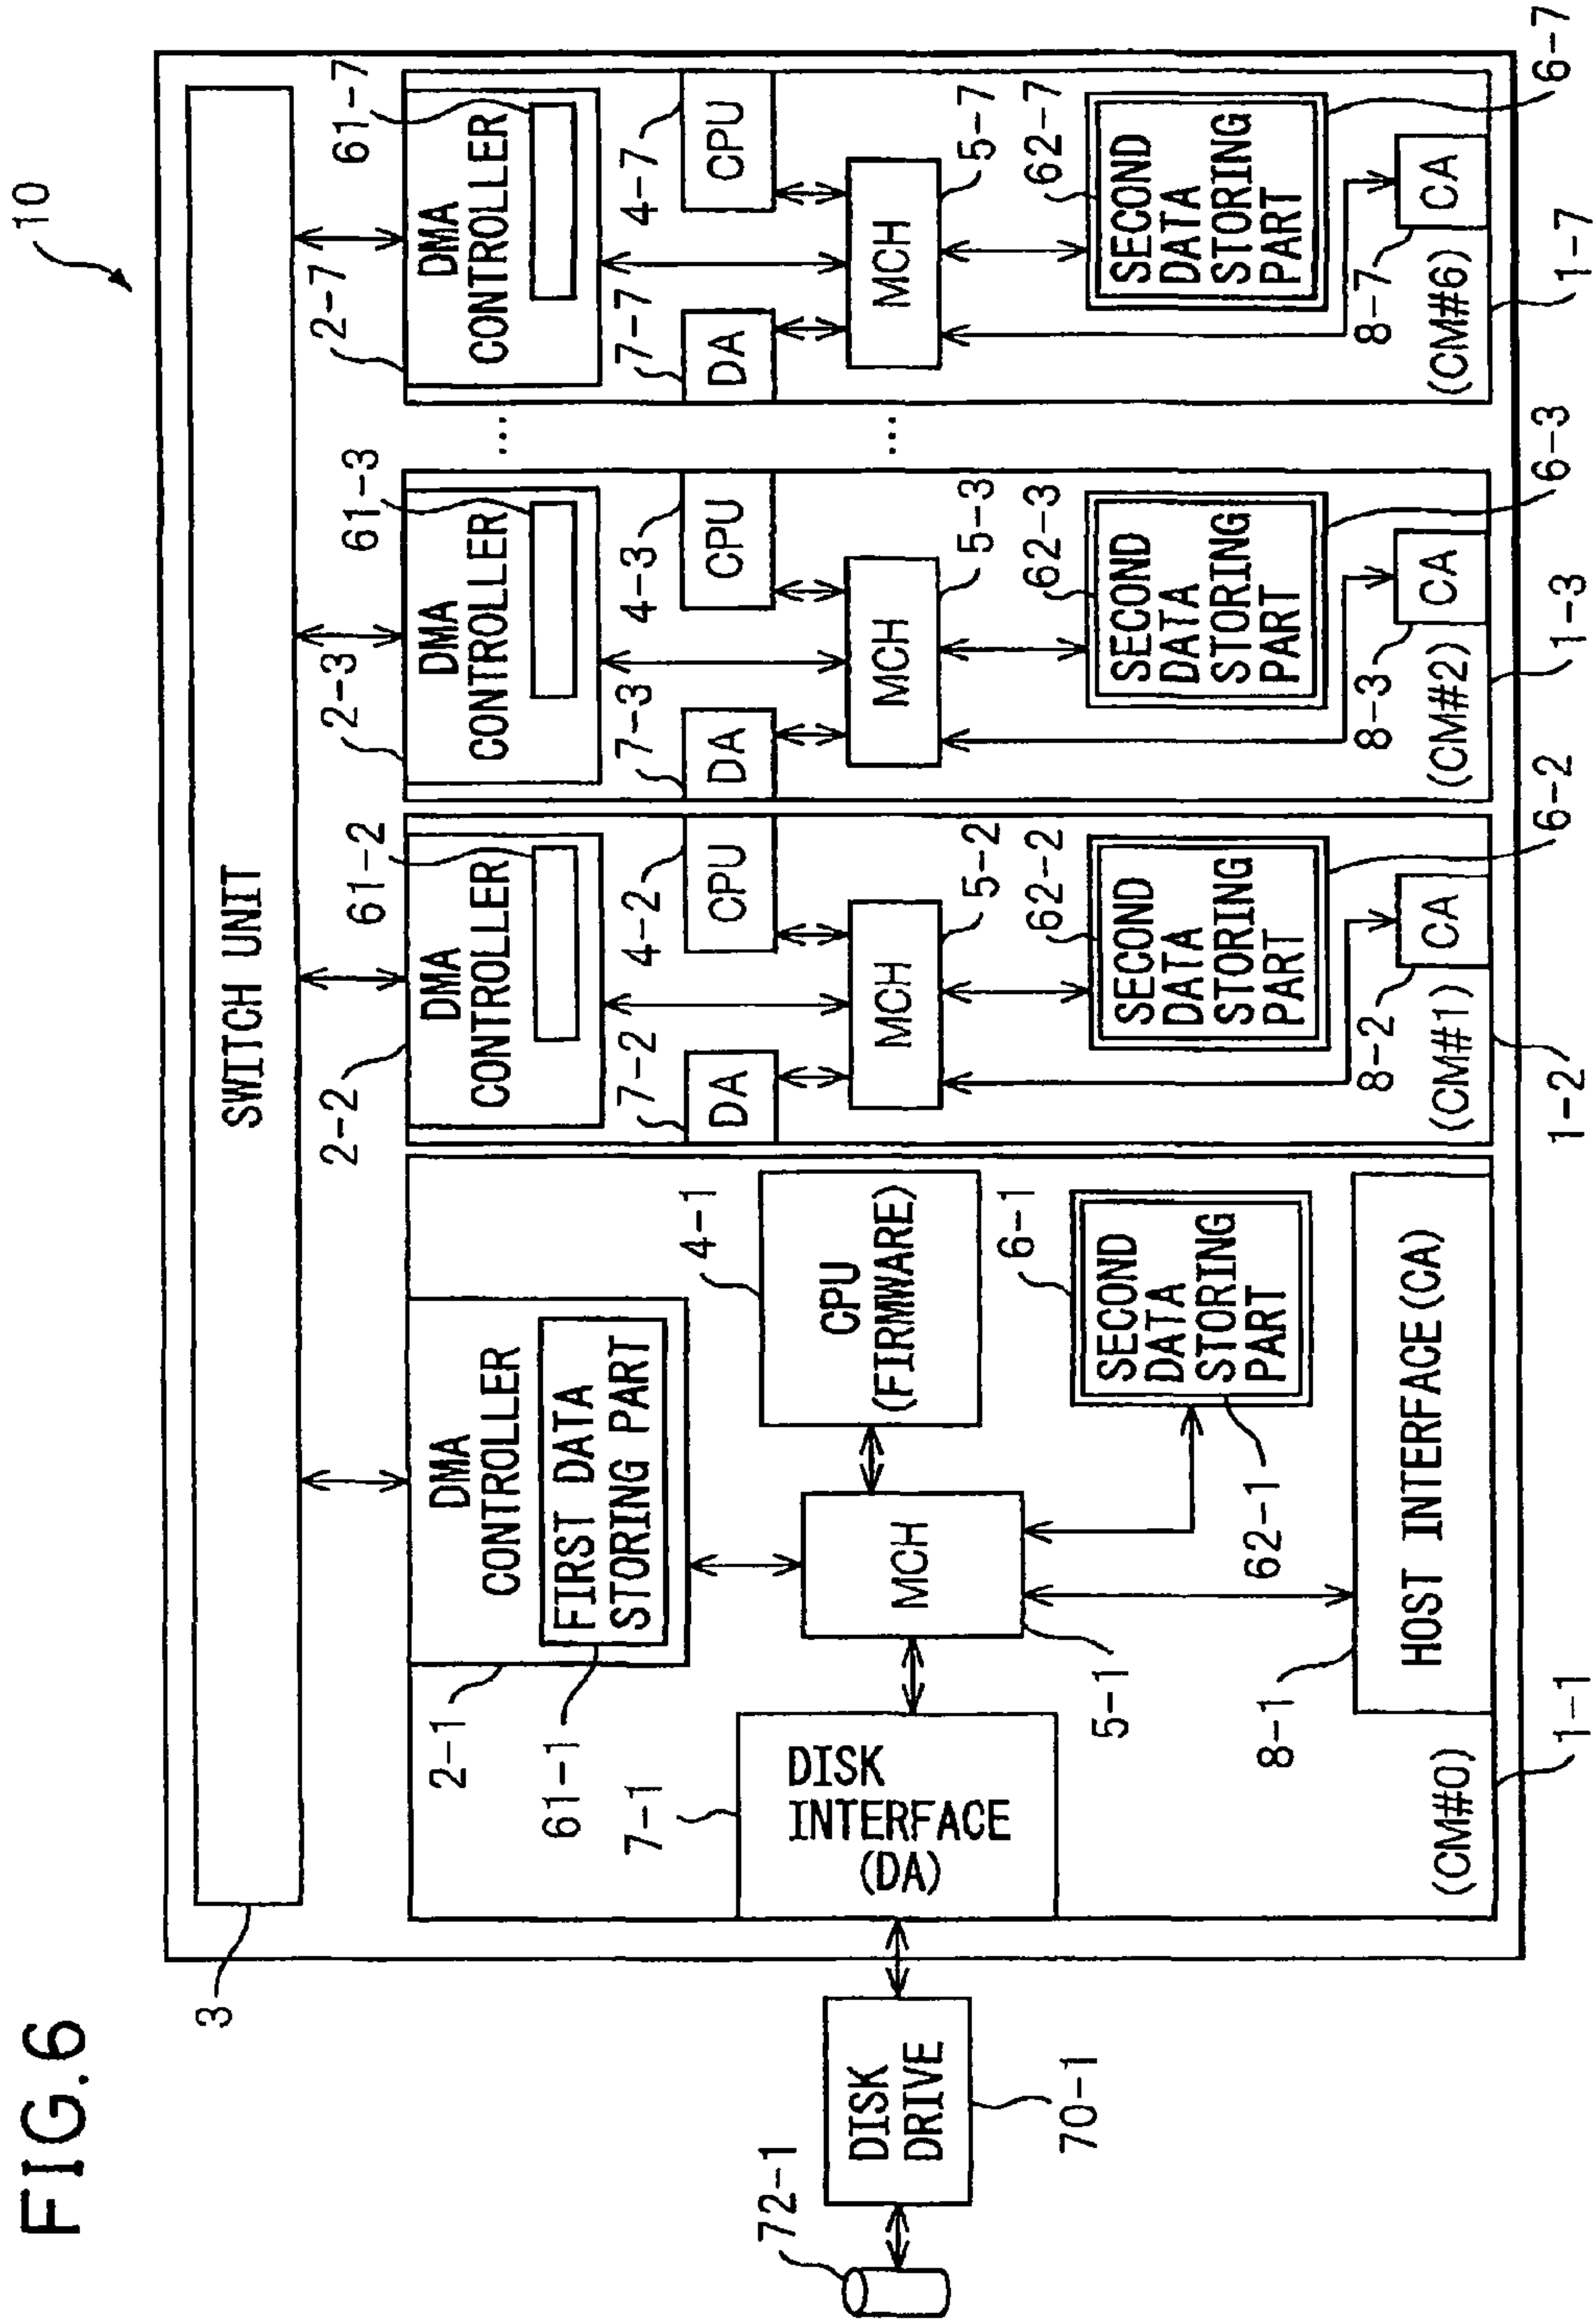 FIG.6
10
3
SWITCH UNIT
2-1
DMA
CONTROLLER
FIRST DATA
STORING PART
61-1
7-1
DISK
INTERFACE
(DA)
MCH
5-1
4-1
CPU
(FIRMWARE)
6-1
SECOND
DATA
STORING
PART
62-1
8-1
HOST INTERFACE(CA)
(CM#0)
1-1
72-1
DISK
DRIVE
70-1
2-2
DMA
CONTROLLER
61-2
7-2
DA
4-2
CPU
MCH
5-2
62-2
SECOND
DATA
STORING
PART
6-2
8-2
CA
(CM#1)
1-2
2-3
DMA
CONTROLLER
61-3
7-3
DA
4-3
CPU
MCH
5-3
62-3
SECOND
DATA
STORING
PART
6-3
8-3
CA
(CM#2)
1-3
...
...
2-7
DMA
CONTROLLER
61-7
7-7
DA
4-7
CPU
MCH
5-7
62-7
SECOND
DATA
STORING
PART
6-7
8-7
CA
(CM#6)
1-7